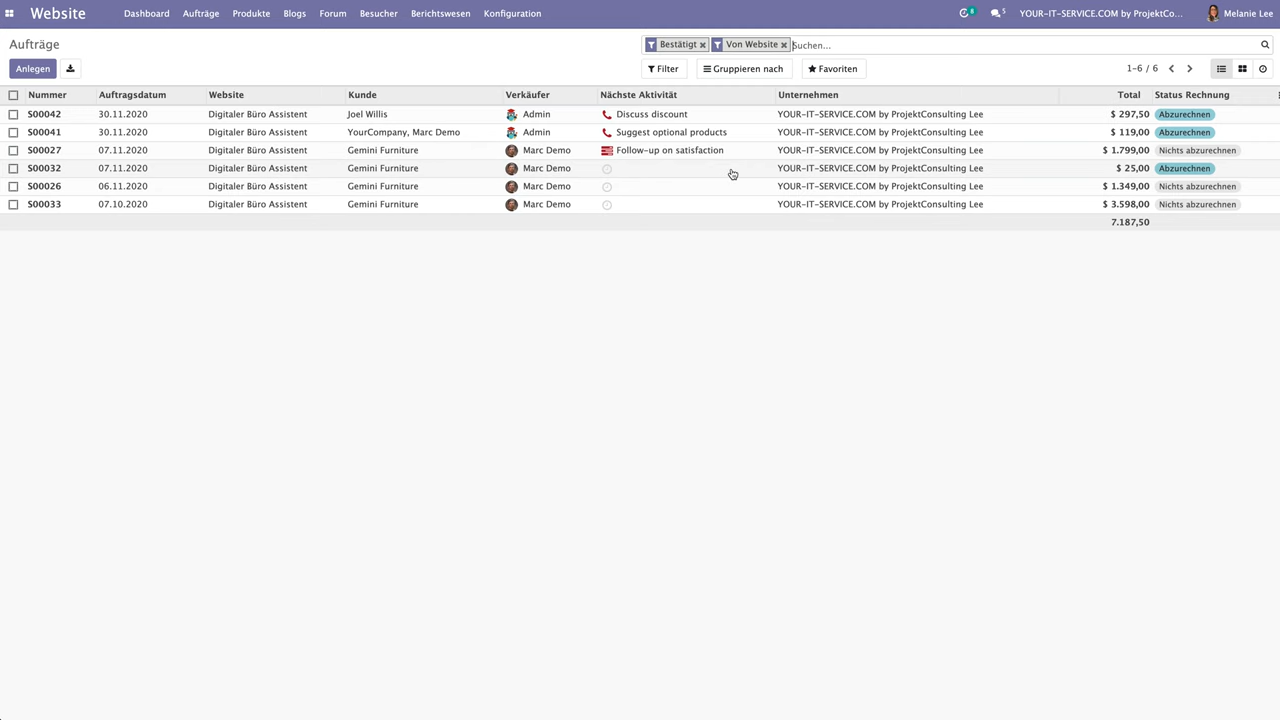 Website Dashboard Aufträge Produkte Blogs Forum Besucher Berichtswesen Konfiguration 8 5 YOUR-IT-SERVICE.COM by ProjektCo... Melanie Lee
Aufträge Bestätigt Von Website Suchen...
Anlegen Filter Gruppieren nach Favoriten 1-6 / 6
Nummer Auftragsdatum Website Kunde Verkäufer Nächste Aktivität Unternehmen Total Status Rechnung
S00042 30.11.2020 Digitaler Büro Assistent Joel Willis Admin Discuss discount YOUR-IT-SERVICE.COM by ProjektConsulting Lee $ 297,50 Abzurechnen
S00041 30.11.2020 Digitaler Büro Assistent YourCompany, Marc Demo Admin Suggest optional products YOUR-IT-SERVICE.COM by ProjektConsulting Lee $ 119,00 Abzurechnen
S00027 07.11.2020 Digitaler Büro Assistent Gemini Furniture Marc Demo Follow-up on satisfaction YOUR-IT-SERVICE.COM by ProjektConsulting Lee $ 1.799,00 Nichts abzurechnen
S00032 07.11.2020 Digitaler Büro Assistent Gemini Furniture Marc Demo YOUR-IT-SERVICE.COM by ProjektConsulting Lee $ 25,00 Abzurechnen
S00026 06.11.2020 Digitaler Büro Assistent Gemini Furniture Marc Demo YOUR-IT-SERVICE.COM by ProjektConsulting Lee $ 1.349,00 Nichts abzurechnen
S00033 07.10.2020 Digitaler Büro Assistent Gemini Furniture Marc Demo YOUR-IT-SERVICE.COM by ProjektConsulting Lee $ 3.598,00 Nichts abzurechnen
7.187,50